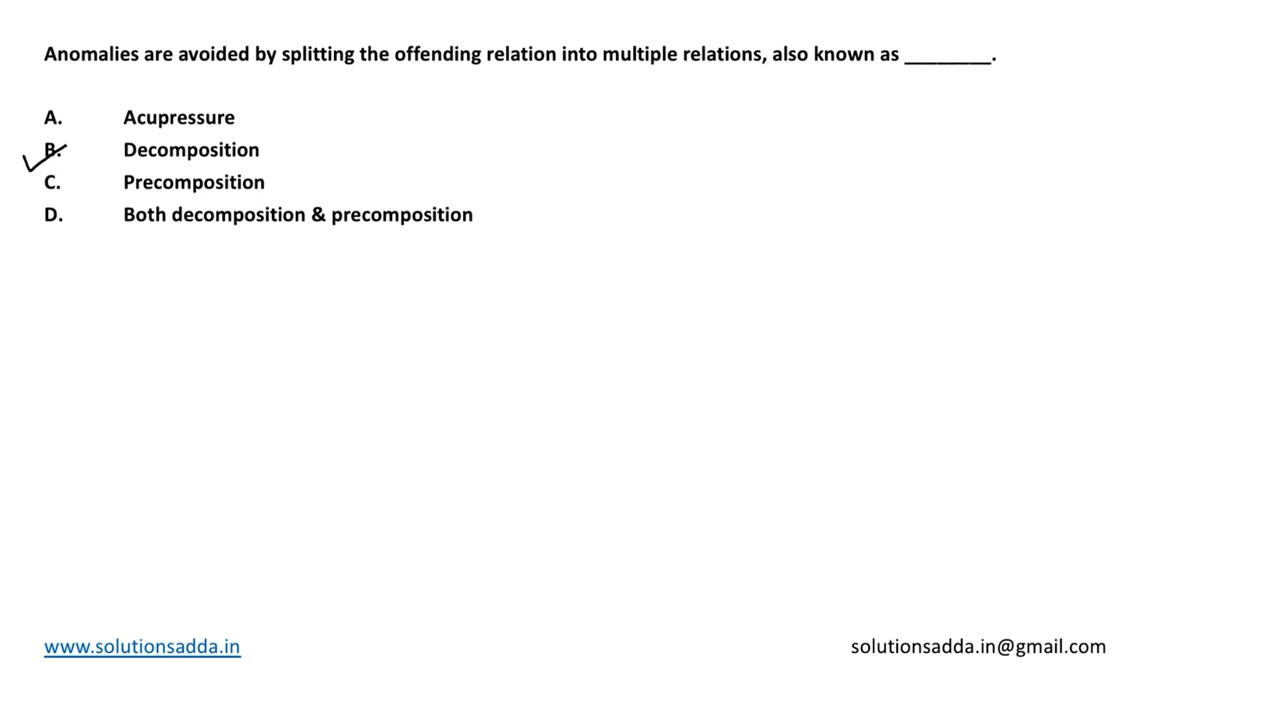 Anomalies are avoided by splitting the offending relation into multiple relations, also known as ________.
A. Acupressure
B. Decomposition
C. Precomposition
D. Both decomposition & precomposition
www.solutionsadda.in solutionsadda.in@gmail.com